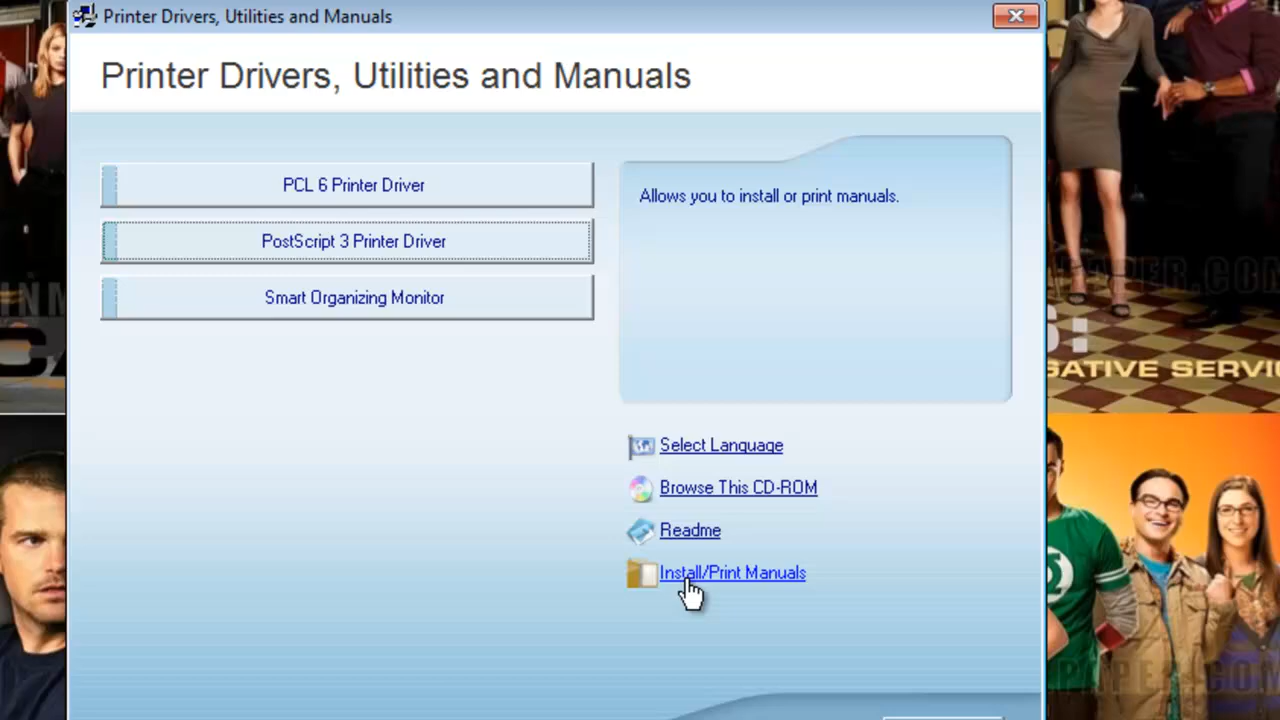 Printer Drivers, Utilities and Manuals
Printer Drivers, Utilities and Manuals
PCL 6 Printer Driver
PostScript 3 Printer Driver
Smart Organizing Monitor
Allows you to install or print manuals.
Select Language
Browse This CD-ROM
Readme
Install/Print Manuals